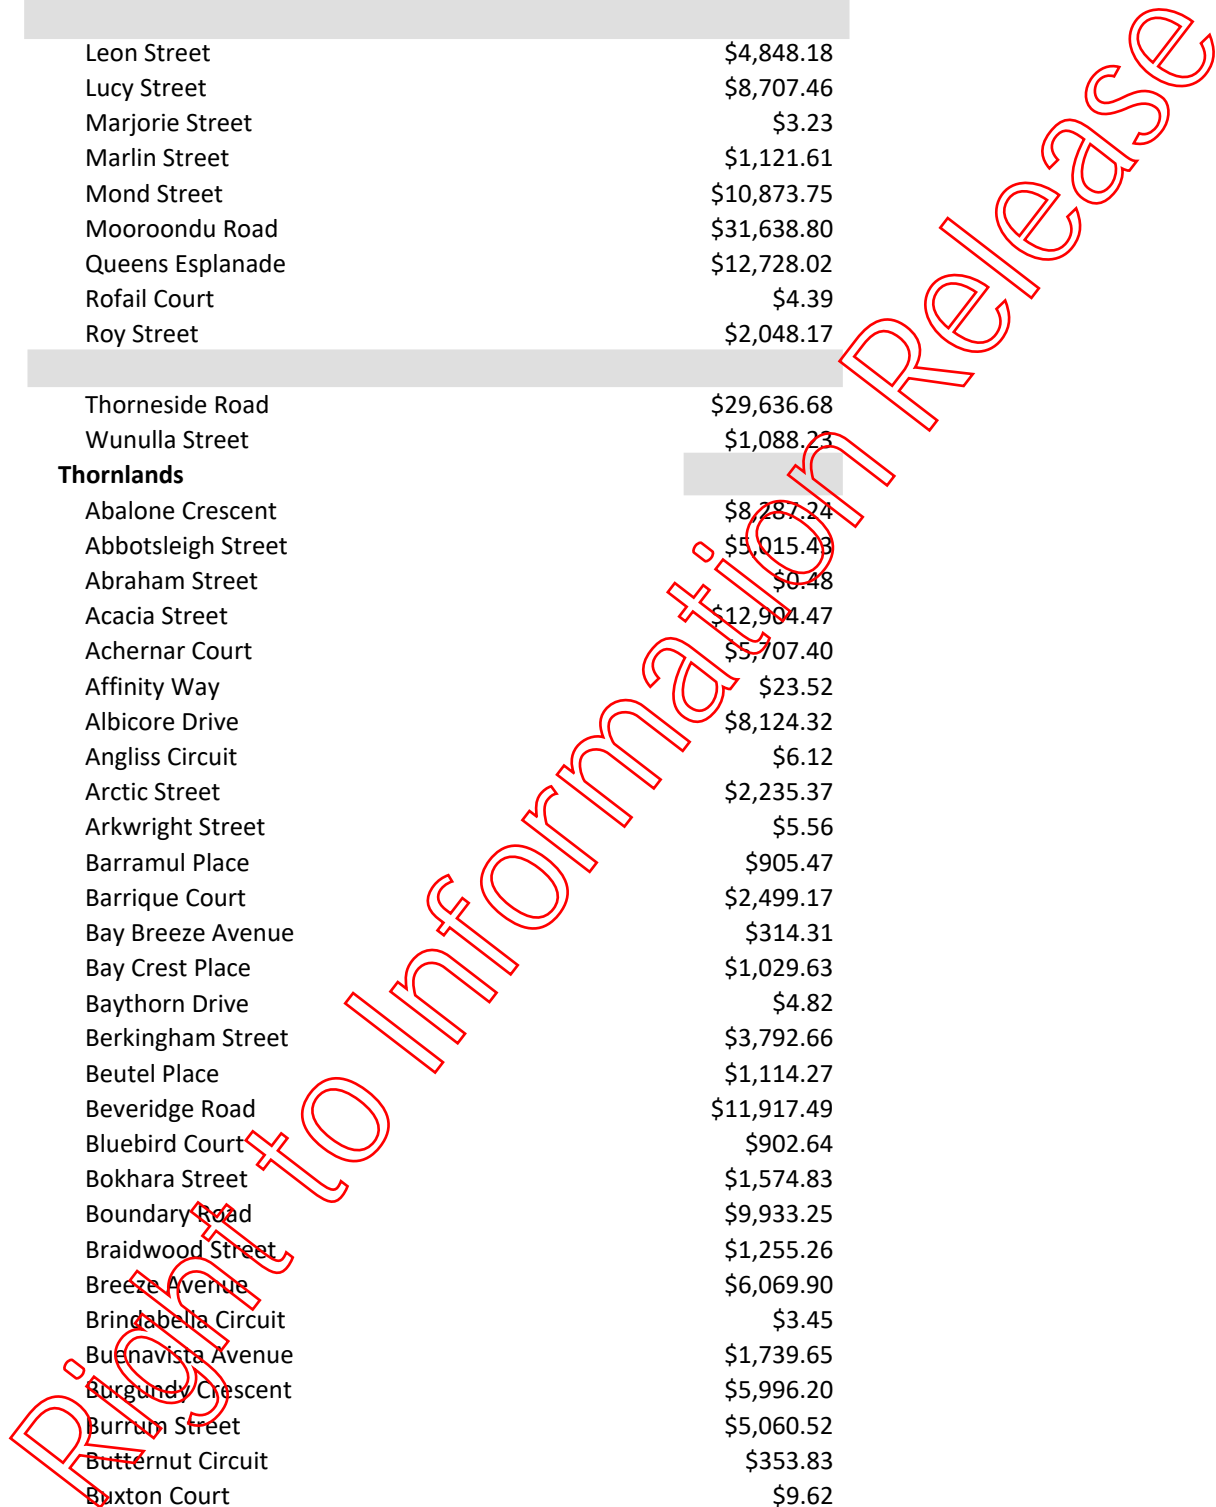 Leon Street $4,848.18
Lucy Street $8,707.46
Marjorie Street $3.23
Marlin Street $1,121.61
Mond Street $10,873.75
Mooroondu Road $31,638.80
Queens Esplanade $12,728.02
Rofail Court $4.39
Roy Street $2,048.17
Thorneside Road $29,636.68
Wunulla Street $1,088.23
Thornlands
Abalone Crescent $8,287.24
Abbotsleigh Street $5,015.43
Abraham Street $0.48
Acacia Street $12,904.47
Achernar Court $5,707.40
Affinity Way $23.52
Albicore Drive $8,124.32
Angliss Circuit $6.12
Arctic Street $2,235.37
Arkwright Street $5.56
Barramul Place $905.47
Barrique Court $2,499.17
Bay Breeze Avenue $314.31
Bay Crest Place $1,029.63
Baythorn Drive $4.82
Berkingham Street $3,792.66
Beutel Place $1,114.27
Beveridge Road $11,917.49
Bluebird Court $902.64
Bokhara Street $1,574.83
Boundary Road $9,933.25
Braidwood Street $1,255.26
Breeze Avenue $6,069.90
Brindabella Circuit $3.45
Buenavista Avenue $1,739.65
Burgundy Crescent $5,996.20
Burrum Street $5,060.52
Butternut Circuit $353.83
Buxton Court $9.62
Right to Information Release